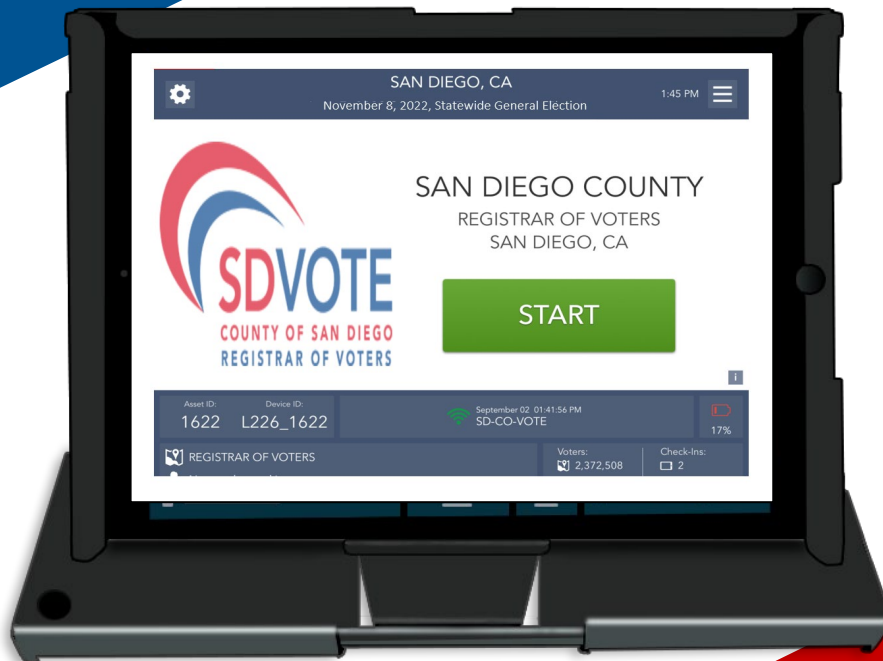 SAN DIEGO, CA
November 8, 2022, Statewide General Election
1:45 PM
SAN DIEGO COUNTY
REGISTRAR OF VOTERS
SAN DIEGO, CA
START
SDVOTE
COUNTY OF SAN DIEGO
REGISTRAR OF VOTERS
i
Asset ID:
1622
Device ID:
L226_1622
September 02 01:41:56 PM
SD-CO-VOTE
17%
REGISTRAR OF VOTERS
Voters:
2,372,508
Check-Ins:
2